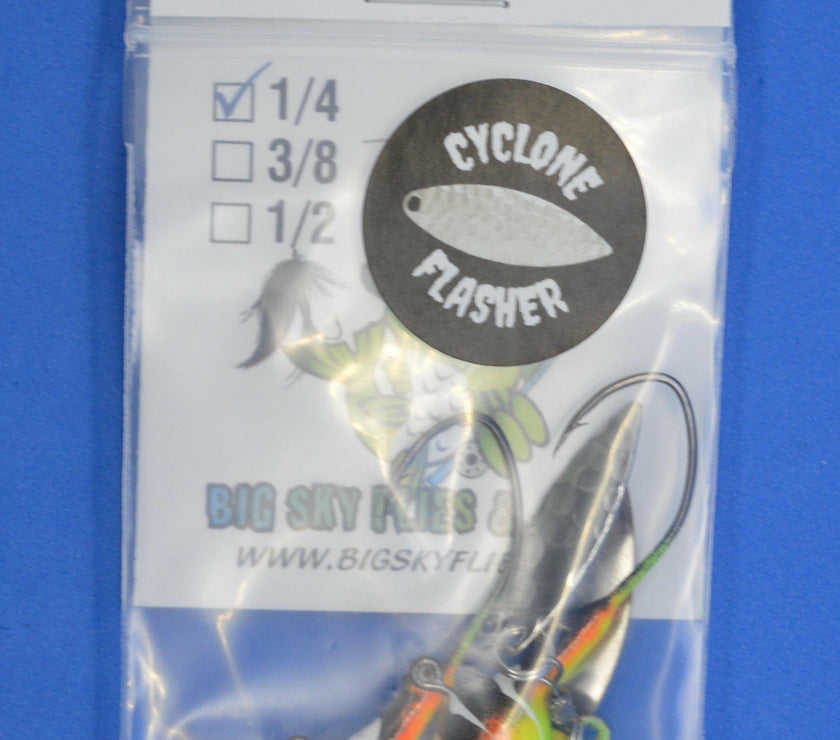 1/4
3/8
1/2
CYCLONE
FLASHER
BIG SKY FLIES &
WWW.BIGSKYFLIE